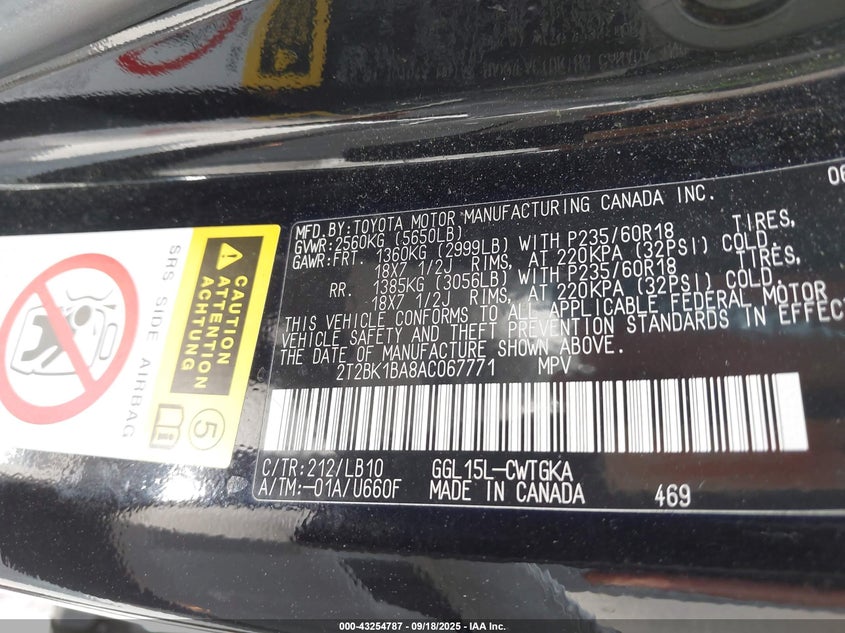 MFD. BY: TOYOTA MOTOR MANUFACTURING CANADA INC. 06
GVWR: 2560KG (5650LB)
GAWR: FRT. 1360KG (2999LB) WITH P235/60R18 TIRES,
18X7 1/2J RIMS, AT 220KPA (32PSI) COLD.
RR. 1385KG (3056LB) WITH P235/60R18 TIRES,
18X7 1/2J RIMS, AT 220KPA (32PSI) COLD.
THIS VEHICLE CONFORMS TO ALL APPLICABLE FEDERAL MOTOR
VEHICLE SAFETY AND THEFT PREVENTION STANDARDS IN EFFECT
THE DATE OF MANUFACTURE SHOWN ABOVE.
2T2BK1BA8AC067771 MPV
C/TR: 212/LB10 GGL15L-CWTGKA
A/TM: -01A/U660F MADE IN CANADA 469
CAUTION
ATTENTION
ACHTUNG
SRS SIDE AIRBAG
5
000-43254787 - 09/18/2025 - IAA Inc.